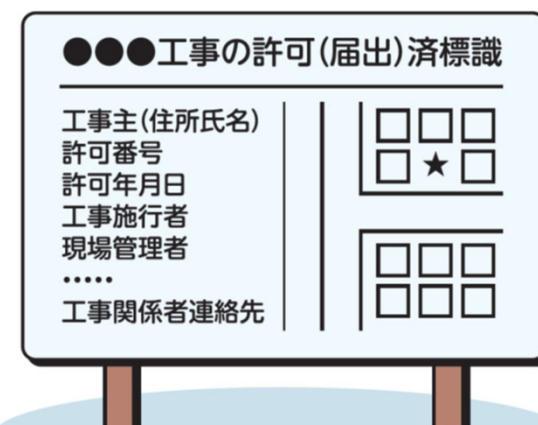 ●●●工事の許可(届出)済標識
工事主(住所氏名)
許可番号
許可年月日
工事施行者
現場管理者
・・・・・
工事関係者連絡先
★